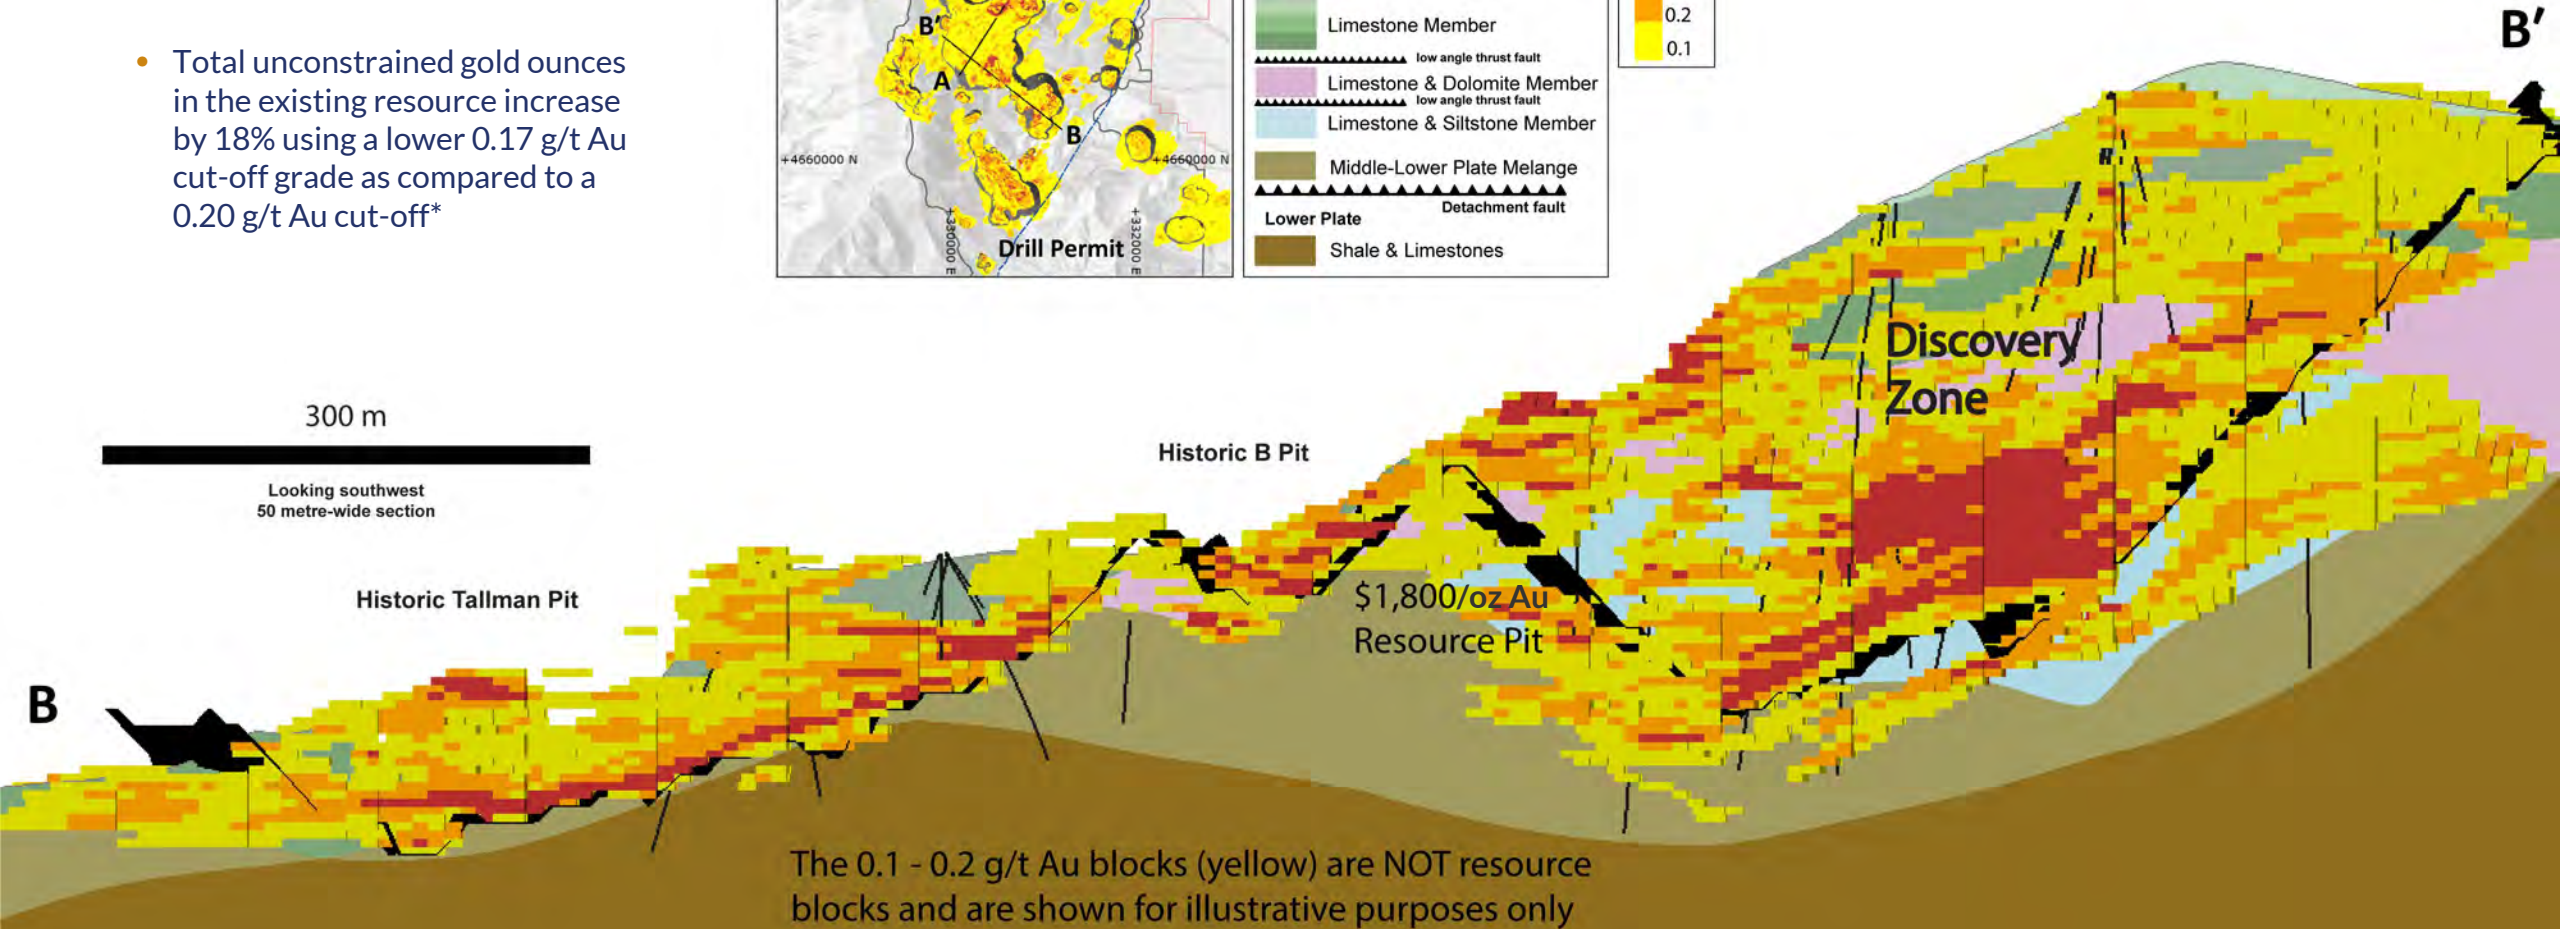 • Total unconstrained gold ounces
in the existing resource increase
by 18% using a lower 0.17 g/t Au
cut-off grade as compared to a
0.20 g/t Au cut-off*
B'
A
B
+4660000 N
+4660000 N
+330000 m
+332000 m
Drill Permit
Limestone Member
low angle thrust fault
Limestone & Dolomite Member
low angle thrust fault
Limestone & Siltstone Member
Middle-Lower Plate Melange
Detachment fault
Lower Plate
Shale & Limestones
0.2
0.1
B'
300 m
Looking southwest
50 metre-wide section
Historic Tallman Pit
Historic B Pit
Discovery
Zone
$1,800/oz Au
Resource Pit
B
The 0.1 - 0.2 g/t Au blocks (yellow) are NOT resource
blocks and are shown for illustrative purposes only